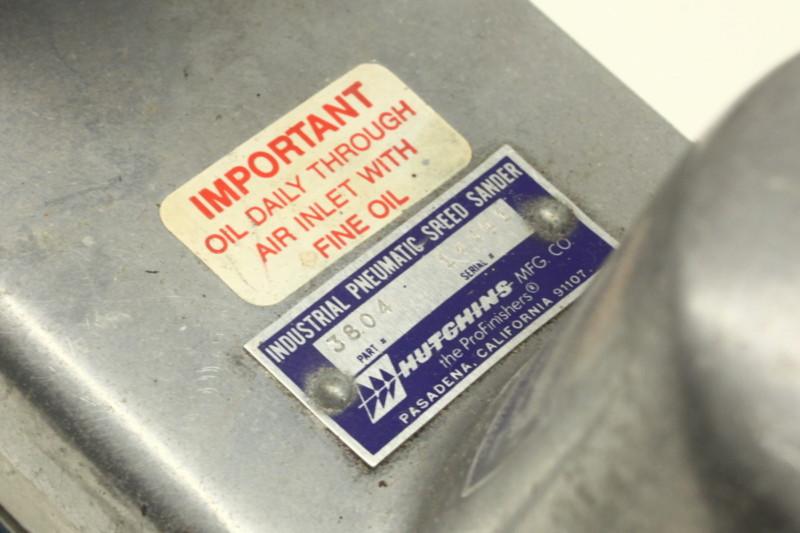 IMPORTANT
OIL DAILY THROUGH
AIR INLET WITH
FINE OIL
INDUSTRIAL PNEUMATIC SPEED SANDER
3804
PART #
SERIAL #
HUTCHINS MFG. CO.
the ProFinishers®
PASADENA, CALIFORNIA 91107